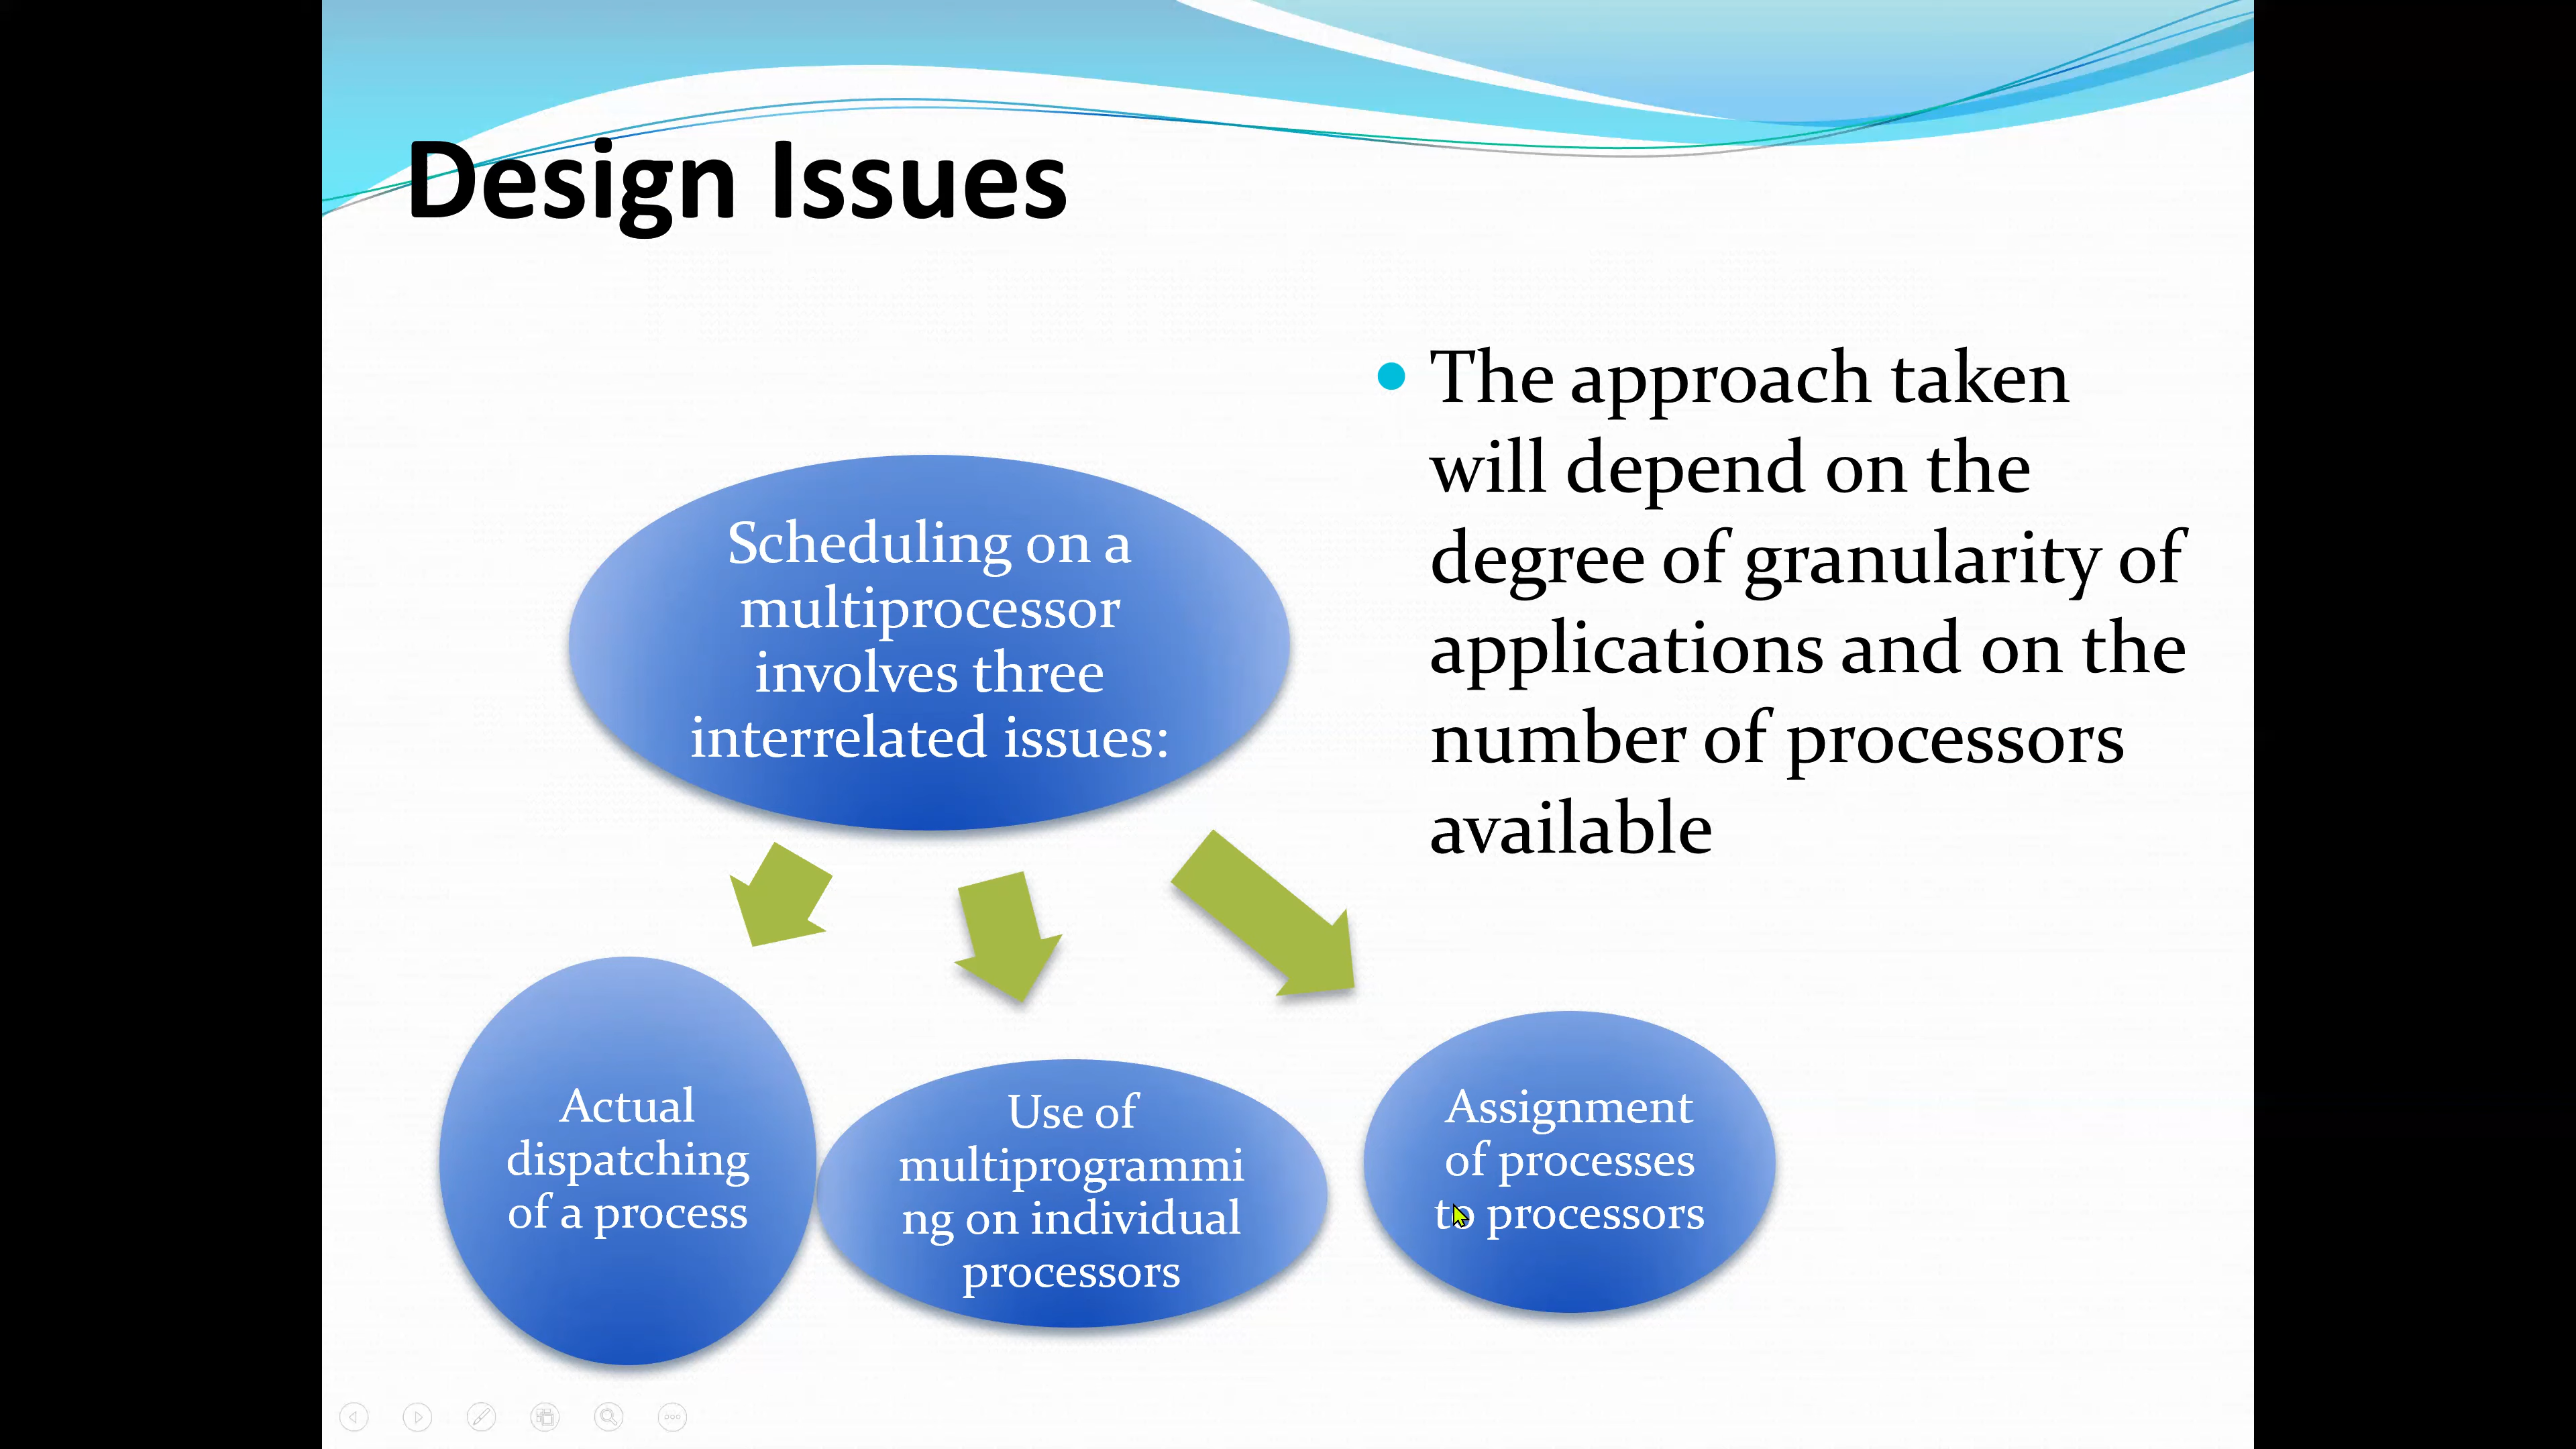 Design Issues
Scheduling on a
multiprocessor
involves three
interrelated issues:
Actual
dispatching
of a process
Use of
multiprogrammi
ng on individual
processors
Assignment
of processes
to processors
The approach taken
will depend on the
degree of granularity of
applications and on the
number of processors
available